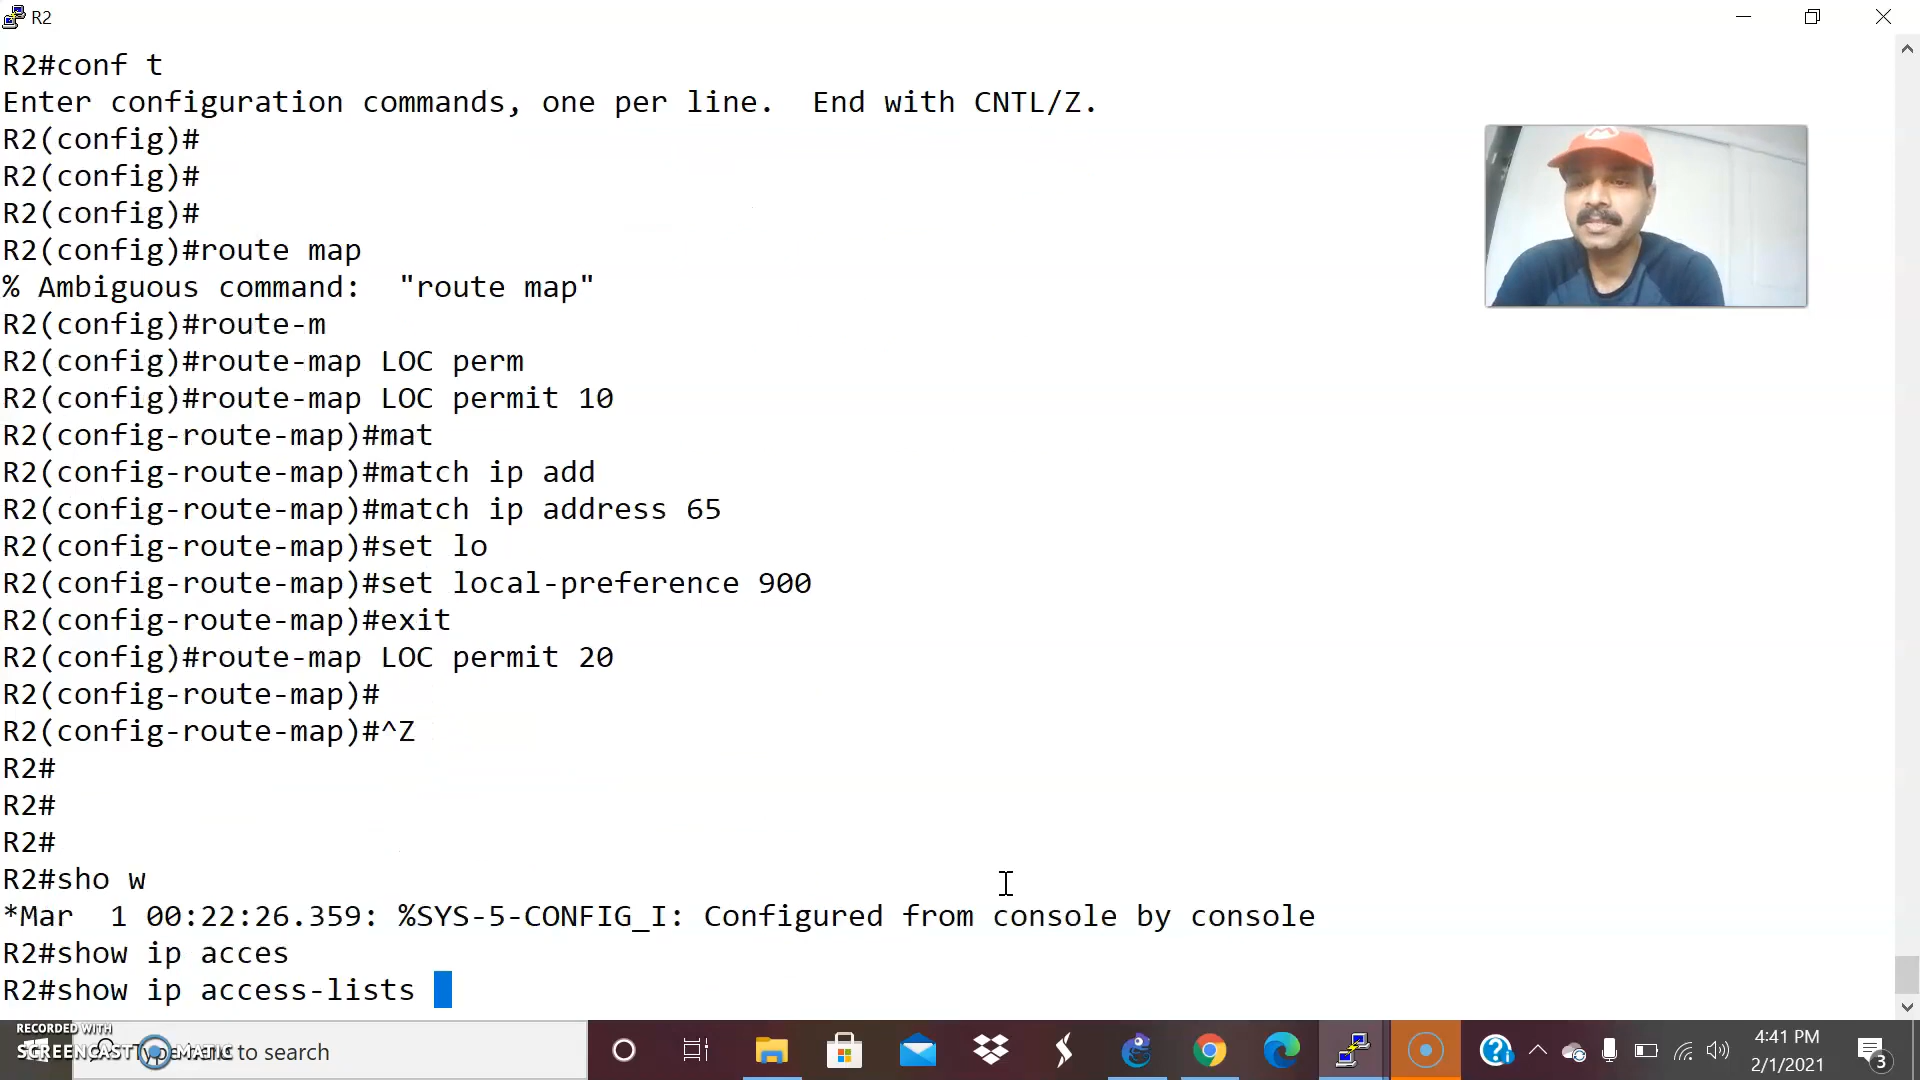 R2
R2#conf t
Enter configuration commands, one per line.  End with CNTL/Z.
R2(config)#
R2(config)#
R2(config)#
R2(config)#route map
% Ambiguous command:  "route map"
R2(config)#route-m
R2(config)#route-map LOC perm
R2(config)#route-map LOC permit 10
R2(config-route-map)#mat
R2(config-route-map)#match ip add
R2(config-route-map)#match ip address 65
R2(config-route-map)#set lo
R2(config-route-map)#set local-preference 900
R2(config-route-map)#exit
R2(config)#route-map LOC permit 20
R2(config-route-map)#
R2(config-route-map)#^Z
R2#
R2#
R2#
R2#sho w
*Mar  1 00:22:26.359: %SYS-5-CONFIG_I: Configured from console by console
R2#show ip acces
R2#show ip access-lists
RECORDED WITH
SCREENCAST MATIC
to search
4:41 PM
2/1/2021
3